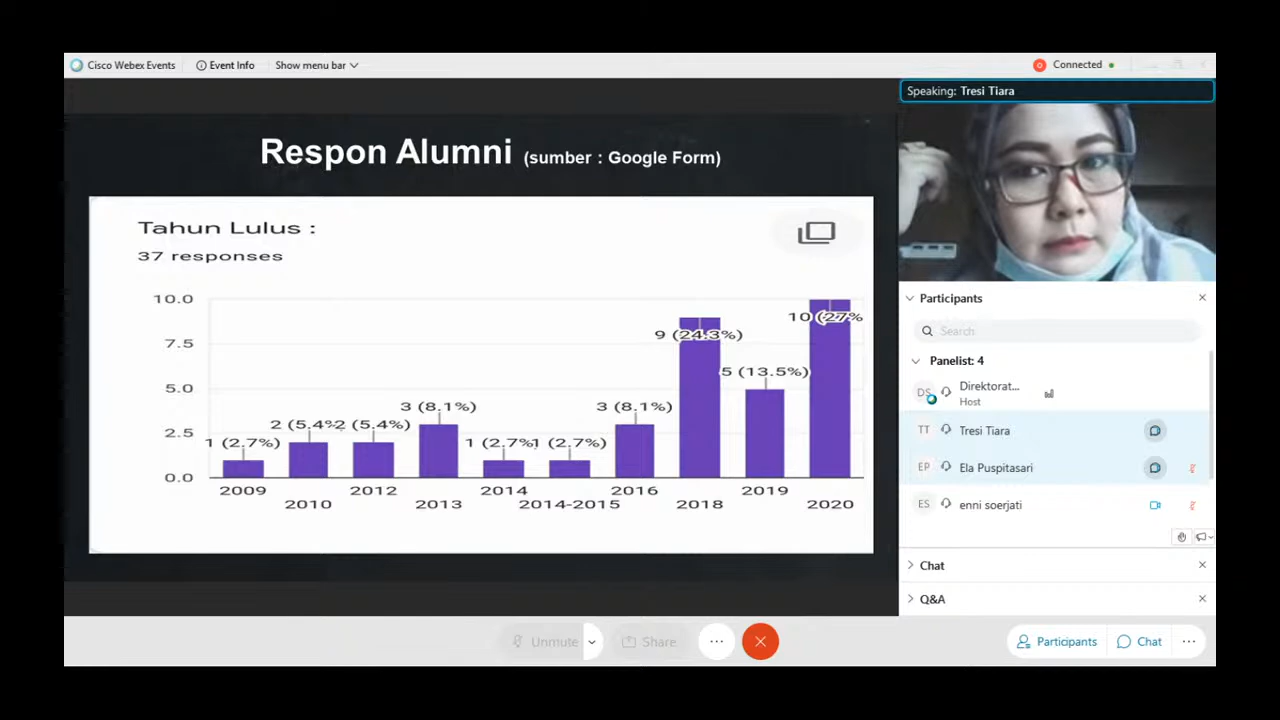 Cisco Webex Events
Event Info
Show menu bar
Connected
Speaking: Tresi Tiara
Respon Alumni (sumber : Google Form)
Tahun Lulus :
37 responses
10.0
7.5
5.0
2.5
0.0
1 (2.7%)
2 (5.4%
2 (5.4%)
3 (8.1%)
1 (2.7%)
1 (2.7%)
3 (8.1%)
9 (24.3%)
5 (13.5%)
10 (27%
2009
2010
2012
2013
2014
2014-2015
2016
2018
2019
2020
Participants
Search
Panelist: 4
DS
Direktorat...
Host
TT
Tresi Tiara
EP
Ela Puspitasari
ES
enni soerjati
Chat
Q&A
Unmute
Share
Participants
Chat